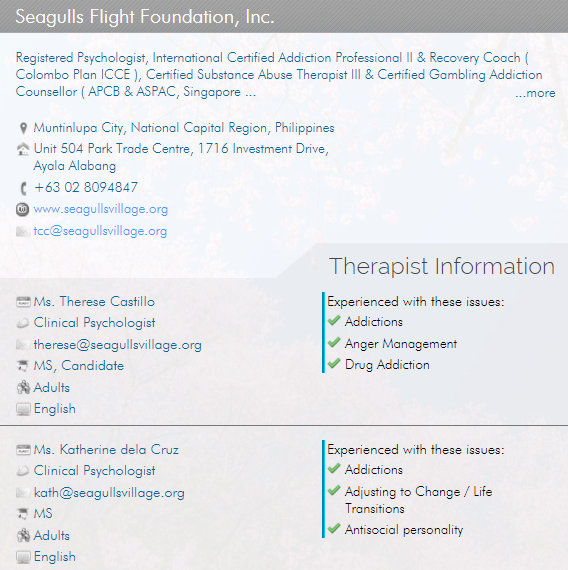 Seagulls Flight Foundation, Inc.
Registered Psychologist, International Certified Addiction Professional II & Recovery Coach (
Colombo Plan ICCE ), Certified Substance Abuse Therapist III & Certified Gambling Addiction
Counsellor ( APCB & ASPAC, Singapore ... ...more
Muntinlupa City, National Capital Region, Philippines
Unit 504 Park Trade Centre, 1716 Investment Drive,
Ayala Alabang
+63 02 8094847
www.seagullsvillage.org
tcc@seagullsvillage.org
Therapist Information
Ms. Therese Castillo
Clinical Psychologist
therese@seagullsvillage.org
MS, Candidate
Adults
English
Experienced with these issues:
Addictions
Anger Management
Drug Addiction
Ms. Katherine dela Cruz
Clinical Psychologist
kath@seagullsvillage.org
MS
Adults
English
Experienced with these issues:
Addictions
Adjusting to Change / Life
Transitions
Antisocial personality